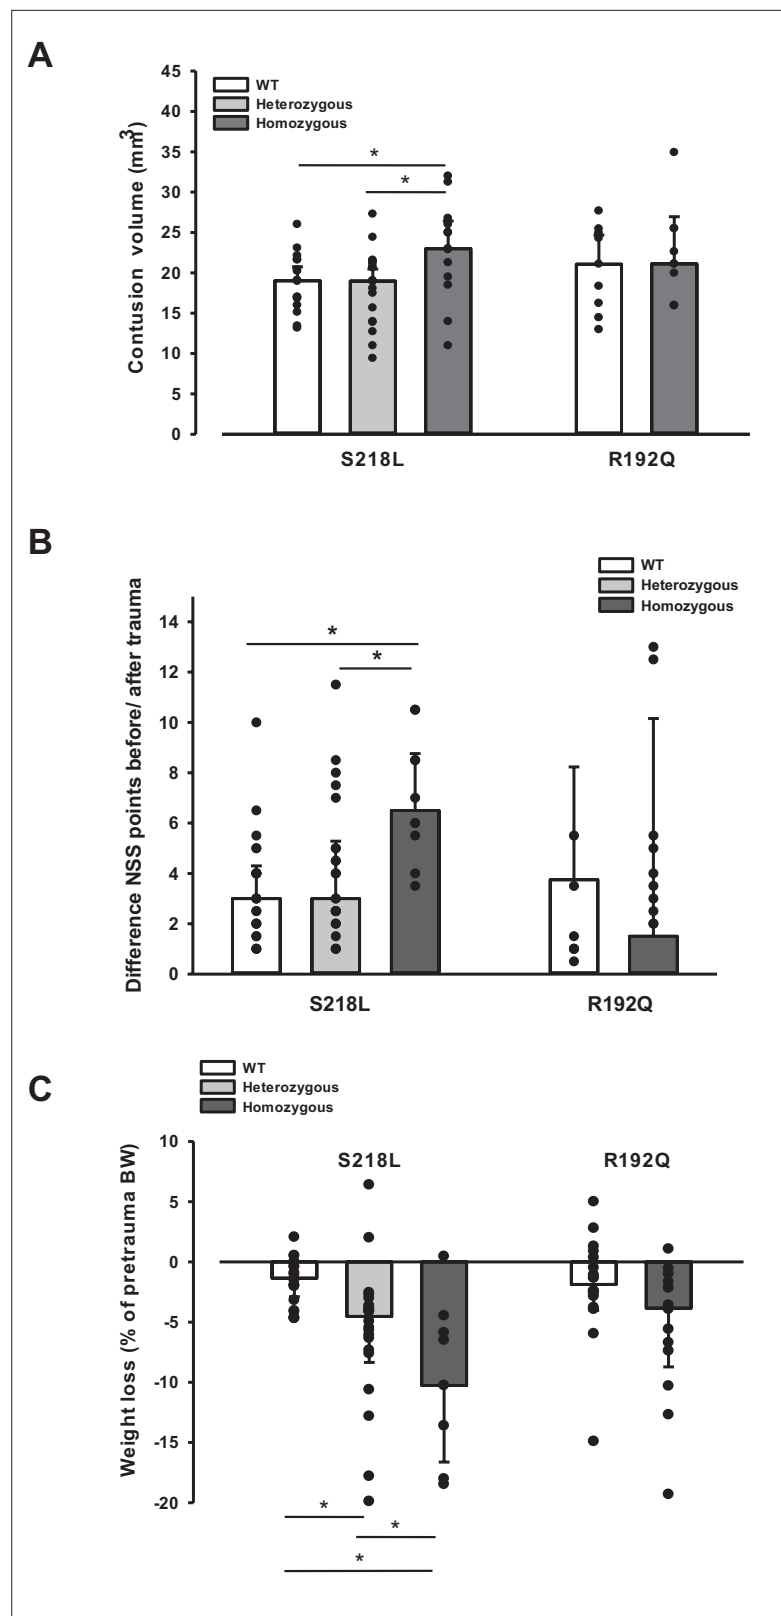 A
Contusion volume (mm3)
45
40
35
30
25
20
15
10
5
0
WT
Heterozygous
Homozygous
*
*
S218L
R192Q
B
Difference NSS points before/ after trauma
14
12
10
8
6
4
2
0
WT
Heterozygous
Homozygous
*
*
S218L
R192Q
C
WT
Heterozygous
Homozygous
Weight loss (% of pretrauma BW)
10
5
0
-5
-10
-15
-20
S218L
R192Q
*
*
*